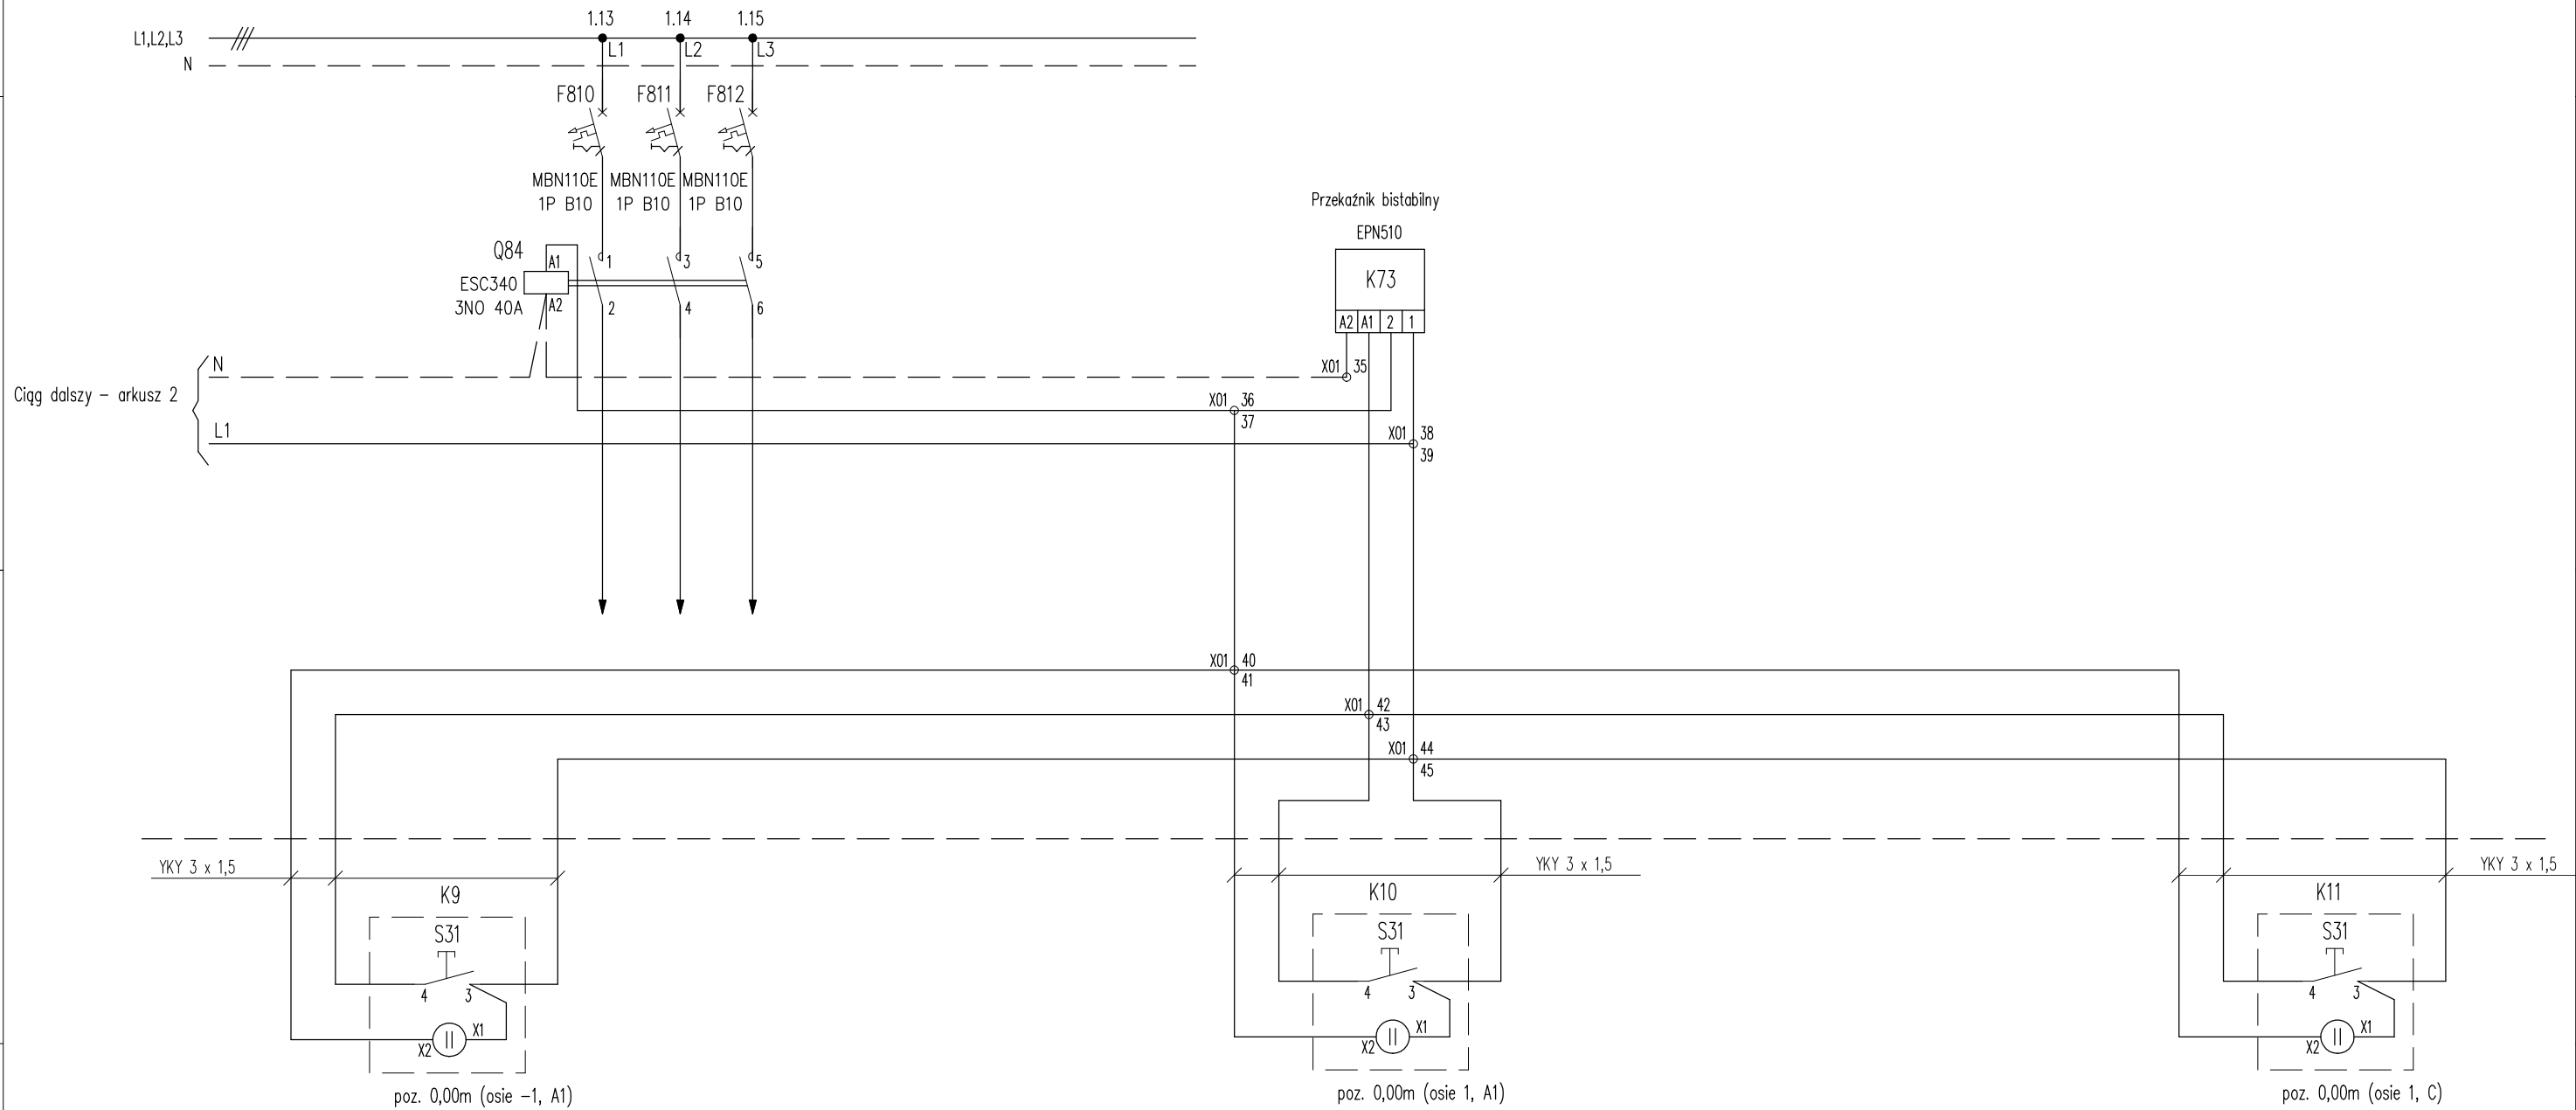 1.13 1.14 1.15
L1,L2,L3
L1 L2 L3
N
F810 F811 F812
MBN110E MBN110E MBN110E
1P B10 1P B10 1P B10
Przekaźnik bistabilny
EPN510
K73
A2 A1 2 1
Q84
A1 1 3 5
ESC340
3NO 40A
A2 2 4 6
N
X01 35
Ciąg dalszy – arkusz 2
X01 36
37
L1
X01 38
39
X01 40
41
X01 42
43
X01 44
45
YKY 3 x 1,5
YKY 3 x 1,5
YKY 3 x 1,5
K9
S31
4 3
X1
X2
poz. 0,00m (osie –1, A1)
K10
S31
4 3
X1
X2
poz. 0,00m (osie 1, A1)
K11
S31
4 3
X1
X2
poz. 0,00m (osie 1, C)